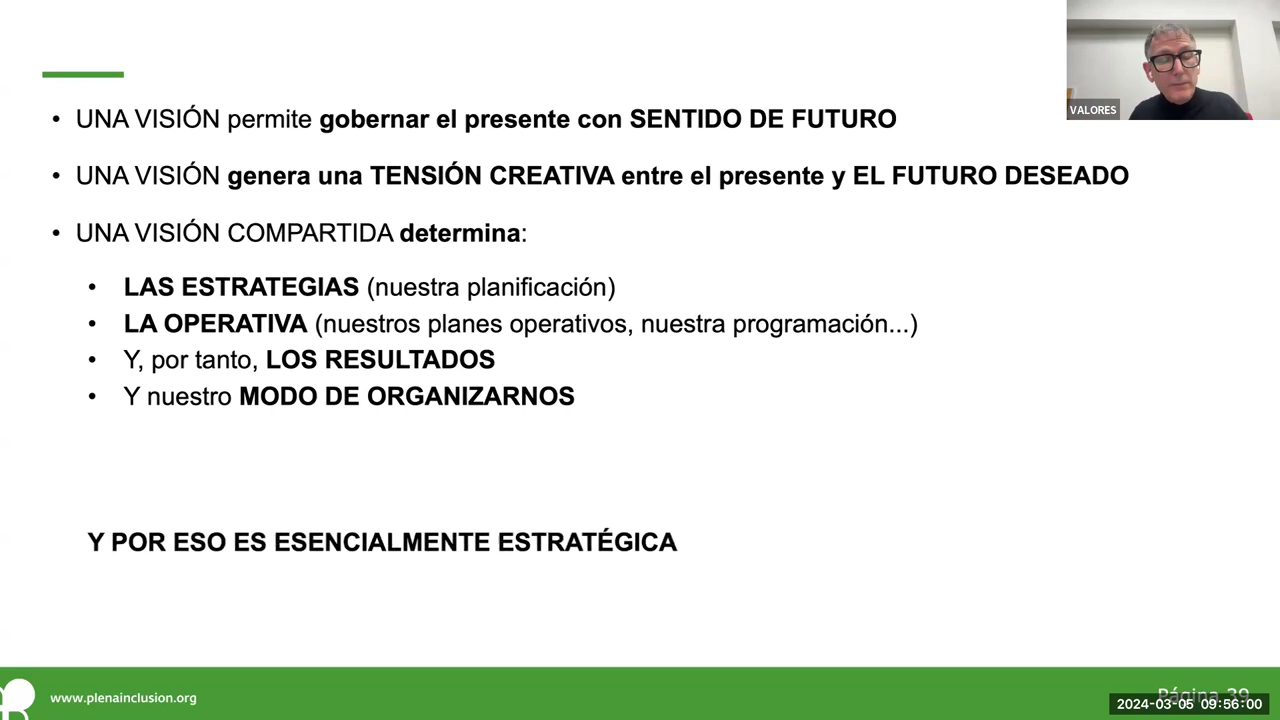 VALORES
• UNA VISIÓN permite gobernar el presente con SENTIDO DE FUTURO
• UNA VISIÓN genera una TENSIÓN CREATIVA entre el presente y EL FUTURO DESEADO
• UNA VISIÓN COMPARTIDA determina:
• LAS ESTRATEGIAS (nuestra planificación)
• LA OPERATIVA (nuestros planes operativos, nuestra programación...)
• Y, por tanto, LOS RESULTADOS
• Y nuestro MODO DE ORGANIZARNOS
Y POR ESO ES ESENCIALMENTE ESTRATÉGICA
www.plenainclusion.org
Página 39
2024-03-05 09:56:00